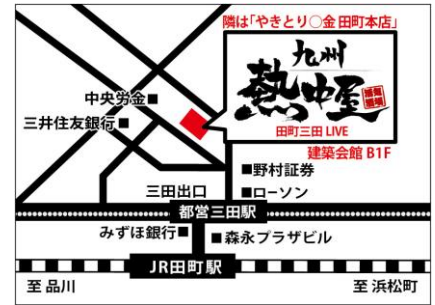 隣は「やきとり○金 田町本店」
九州
熱中屋
田町三田 LIVE
建築会館 B1F
中央労金■
三井住友銀行■
■野村証券
三田出口
■ローソン
都営三田駅
みずほ銀行■
■森永プラザビル
JR田町駅
至 品川
至 浜松町